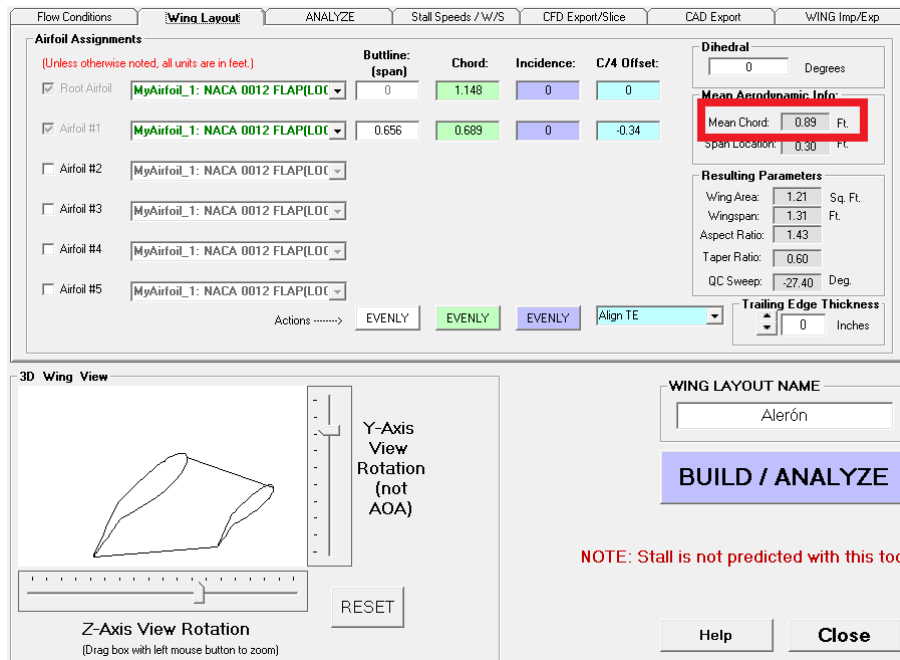 Flow Conditions Wing Layout ANALYZE Stall Speeds / W/S CFD Export/Slice CAD Export WING Imp/Exp
Airfoil Assignments
(Unless otherwise noted, all units are in feet.)
Buttline: (span) Chord: Incidence: C/4 Offset:
Root Airfoil MyAirfoil_1: NACA 0012 FLAP(LOC 0 1.148 0 0
Airfoil #1 MyAirfoil_1: NACA 0012 FLAP(LOC 0.656 0.689 0 -0.34
Airfoil #2 MyAirfoil_1: NACA 0012 FLAP(LOC
Airfoil #3 MyAirfoil_1: NACA 0012 FLAP(LOC
Airfoil #4 MyAirfoil_1: NACA 0012 FLAP(LOC
Airfoil #5 MyAirfoil_1: NACA 0012 FLAP(LOC
Actions --------> EVENLY EVENLY EVENLY Align TE
Dihedral
0 Degrees
Mean Aerodynamic Info:
Mean Chord: 0.89 Ft.
Span Location: 0.30 Ft.
Resulting Parameters
Wing Area: 1.21 Sq. Ft.
Wingspan: 1.31 Ft.
Aspect Ratio: 1.43
Taper Ratio: 0.60
QC Sweep: -27.40 Deg.
Trailing Edge Thickness
0 Inches
3D Wing View
Y-Axis
View
Rotation
(not
AOA)
Z-Axis View Rotation
(Drag box with left mouse button to zoom)
RESET
WING LAYOUT NAME
Alerón
BUILD / ANALYZE
NOTE: Stall is not predicted with this too
Help Close